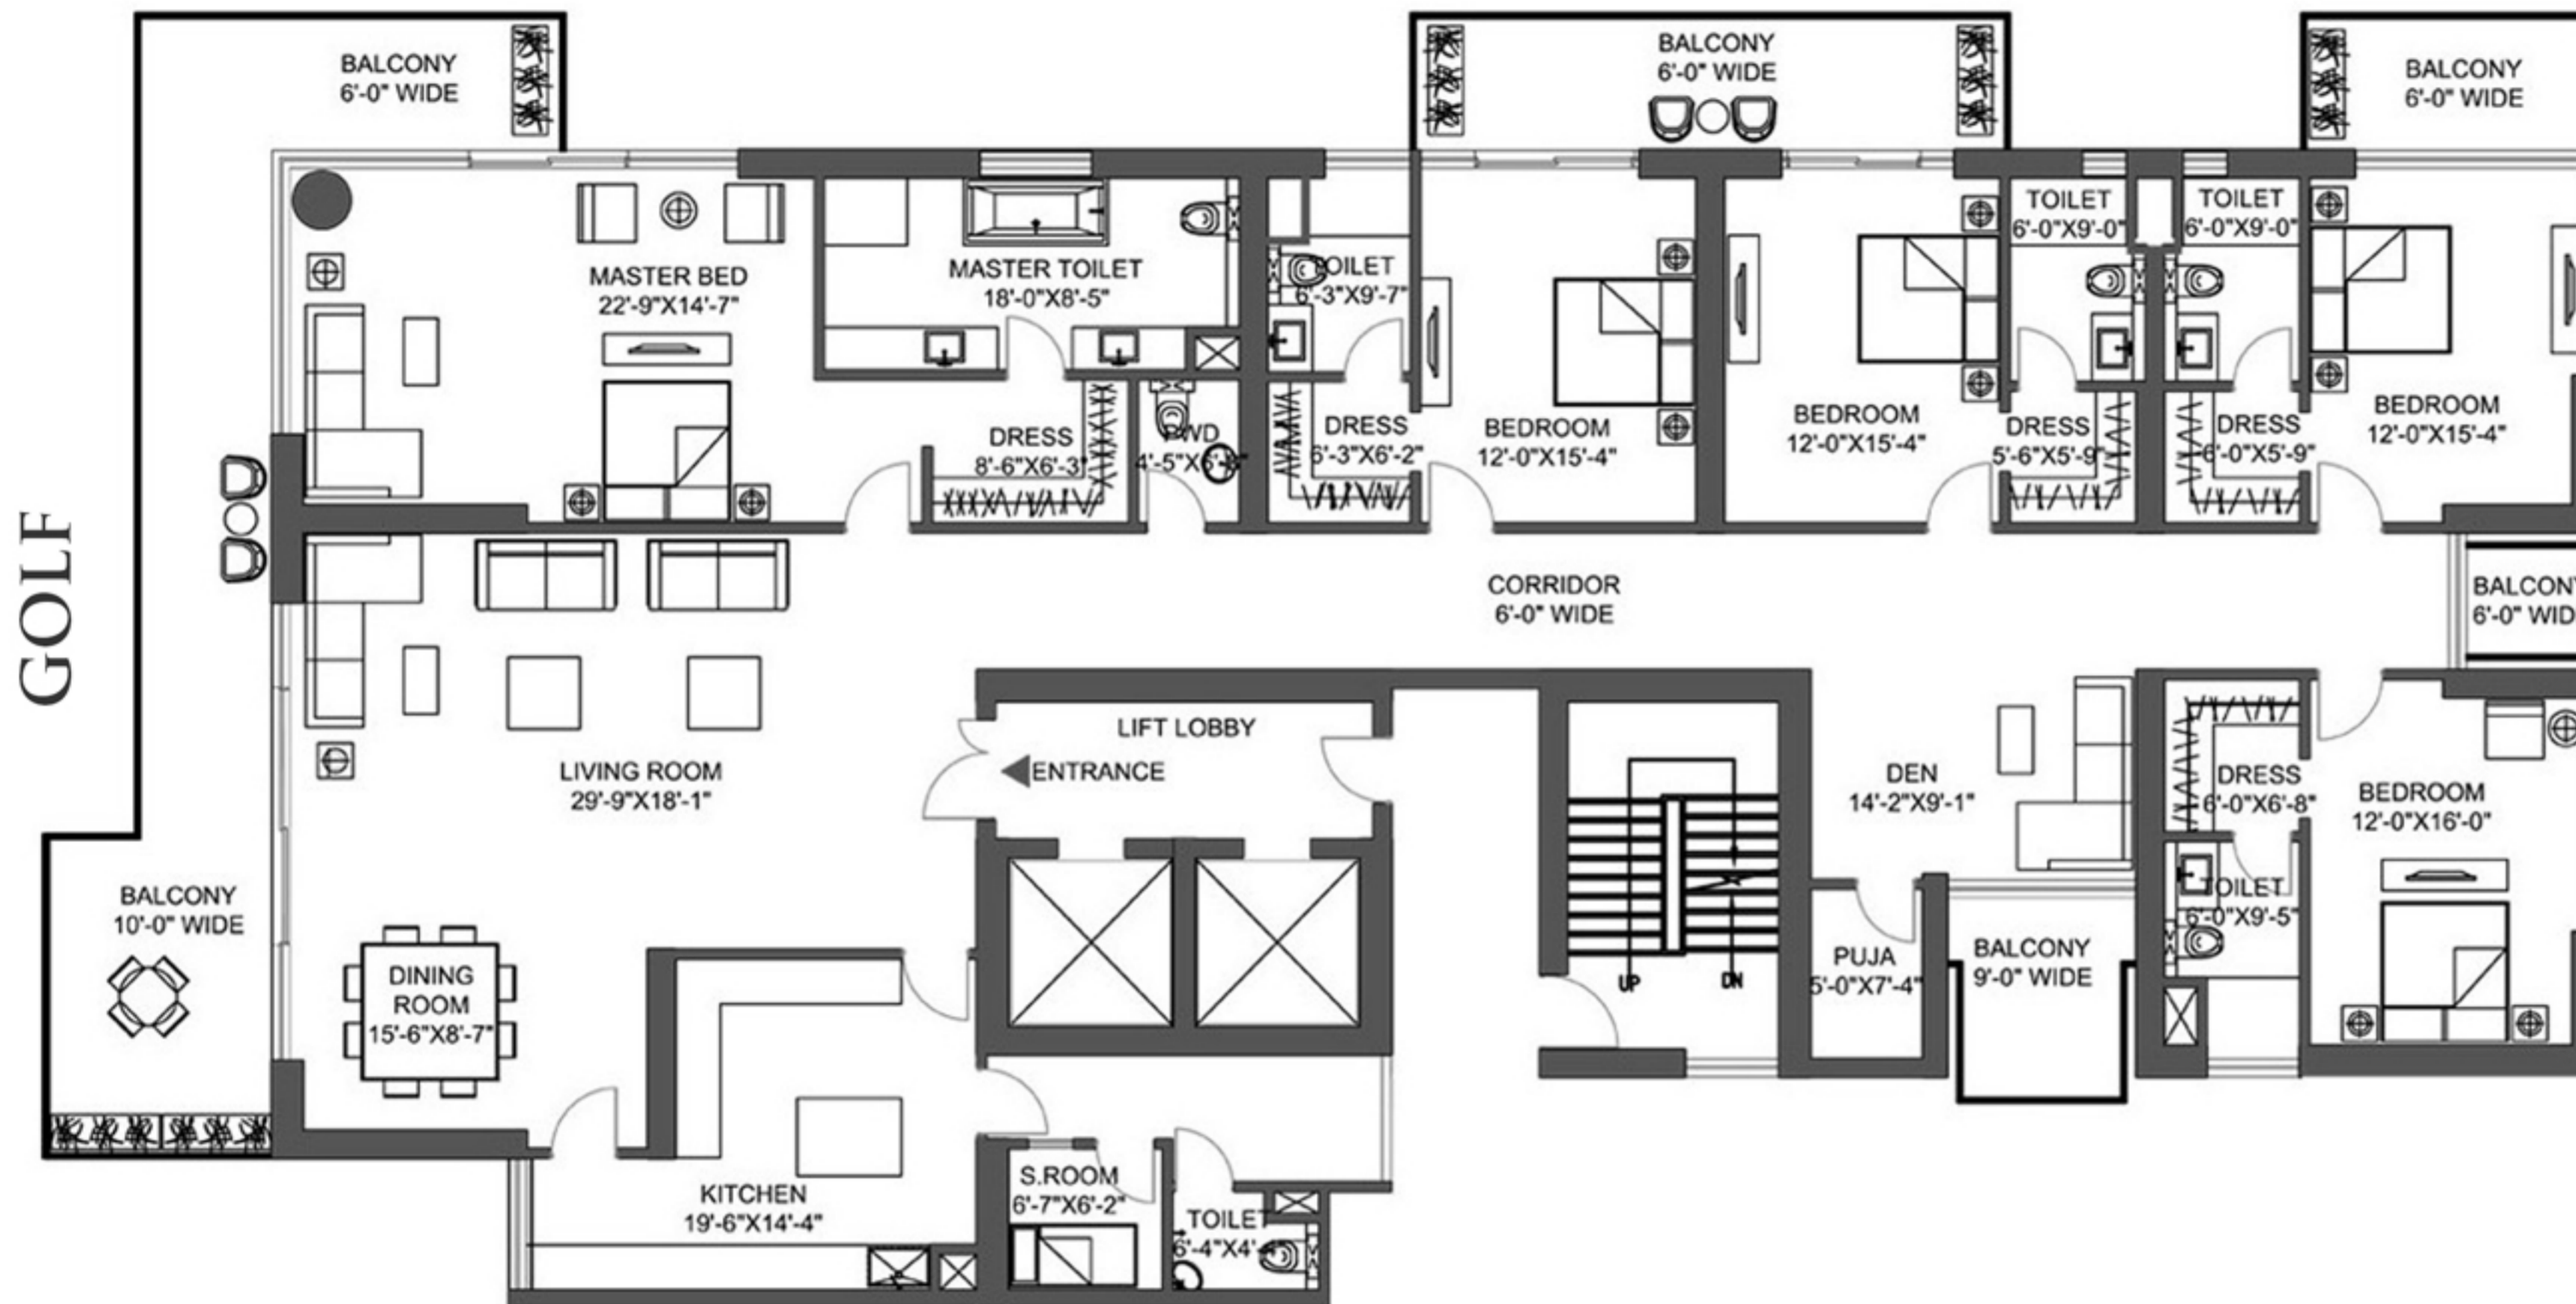 GOLF
BALCONY
6'-0" WIDE
BALCONY
6'-0" WIDE
BALCONY
6'-0" WIDE
MASTER BED
22'-9"X14'-7"
MASTER TOILET
18'-0"X8'-5"
TOILET
6'-3"X9'-7"
TOILET
6'-0"X9'-0"
TOILET
6'-0"X9'-0"
DRESS
8'-6"X6'-3"
PWD
DRESS
6'-3"X6'-2"
BEDROOM
12'-0"X15'-4"
BEDROOM
12'-0"X15'-4"
DRESS
5'-6"X5'-9"
DRESS
6'-0"X5'-9"
BEDROOM
12'-0"X15'-4"
CORRIDOR
6'-0" WIDE
BALCONY
6'-0" WID
LIFT LOBBY
ENTRANCE
LIVING ROOM
29'-9"X18'-1"
DEN
14'-2"X9'-1"
DRESS
6'-0"X6'-8"
BEDROOM
12'-0"X16'-0"
BALCONY
10'-0" WIDE
DINING
ROOM
15'-6"X8'-7"
UP
DN
PUJA
5'-0"X7'-4"
BALCONY
9'-0" WIDE
TOILET
6'-0"X9'-5"
KITCHEN
19'-6"X14'-4"
S.ROOM
6'-7"X6'-2"
TOILET